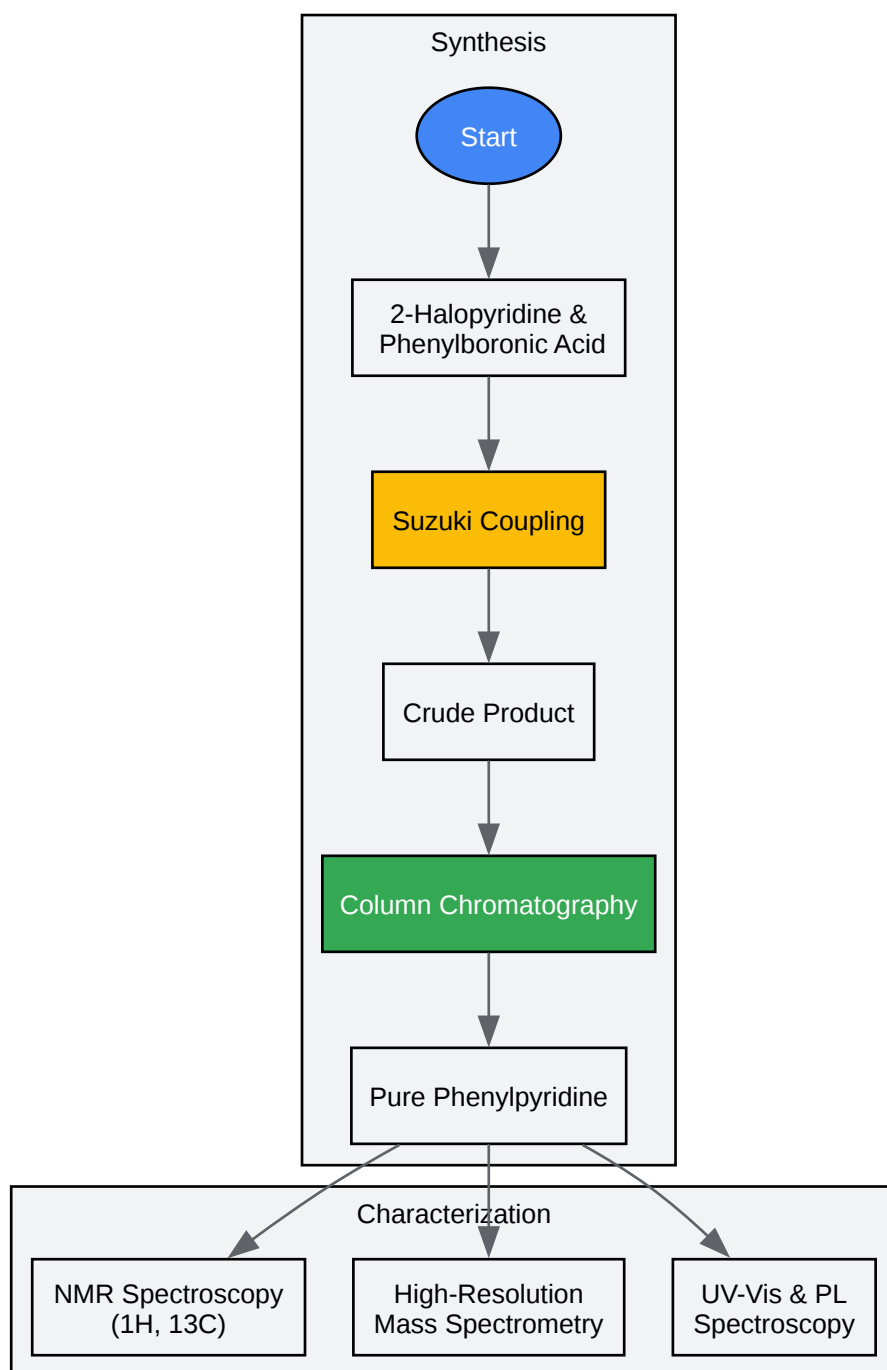 Synthesis
Start
2-Halopyridine &
Phenylboronic Acid
Suzuki Coupling
Crude Product
Column Chromatography
Pure Phenylpyridine
Characterization
NMR Spectroscopy
(1H, 13C)
High-Resolution
Mass Spectrometry
UV-Vis & PL
Spectroscopy